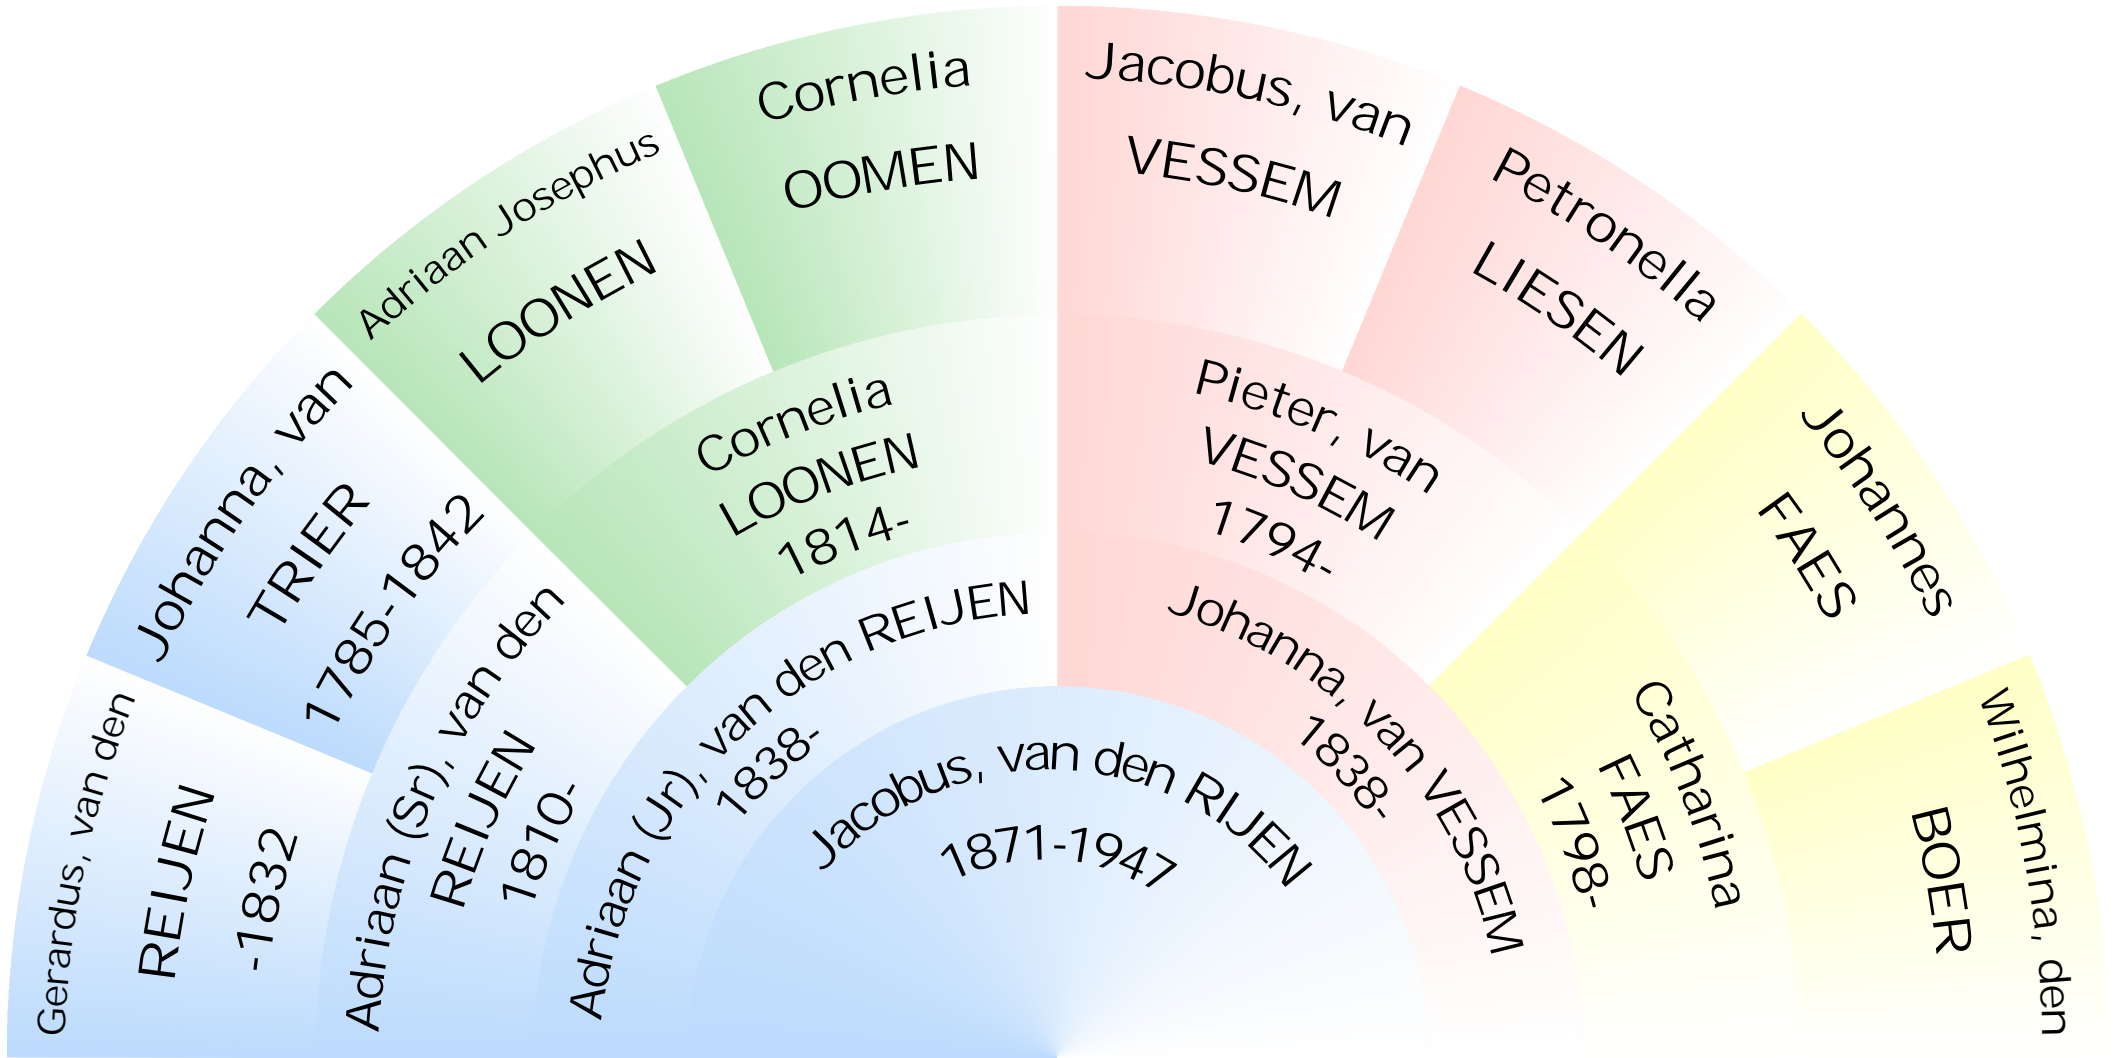 Gerardus, van den
REIJEN
-1832
Johanna, van
TRIER
1785-1842
Adriaan Josephus
LOONEN
Cornelia
OOMEN
Jacobus, van
VESSEM
Petronella
LIESEN
Johannes
FAES
Wilhelmina, den
BOER
Adriaan (Sr), van den
REIJEN
1810-
Cornelia
LOONEN
1814-
Pieter, van
VESSEM
1794-
Catharina
FAES
1798-
Adriaan (Jr), van den REIJEN
1838-
Johanna, van VESSEM
1838-
Jacobus, van den RIJEN
1871-1947